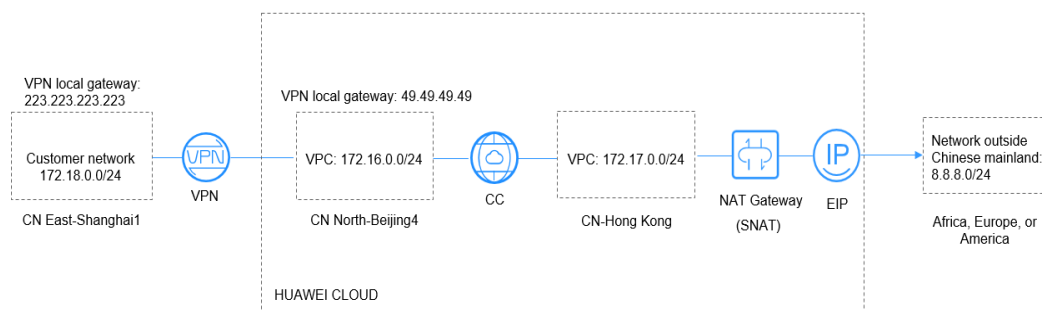 VPN local gateway:
223.223.223.223
Customer network
172.18.0.0/24
CN East-Shanghai1
VPN
VPN
VPN local gateway: 49.49.49.49
VPC: 172.16.0.0/24
CN North-Beijing4
CC
VPC: 172.17.0.0/24
CN-Hong Kong
NAT Gateway
(SNAT)
IP
EIP
Network outside
Chinese mainland:
8.8.8.0/24
Africa, Europe, or
America
HUAWEI CLOUD